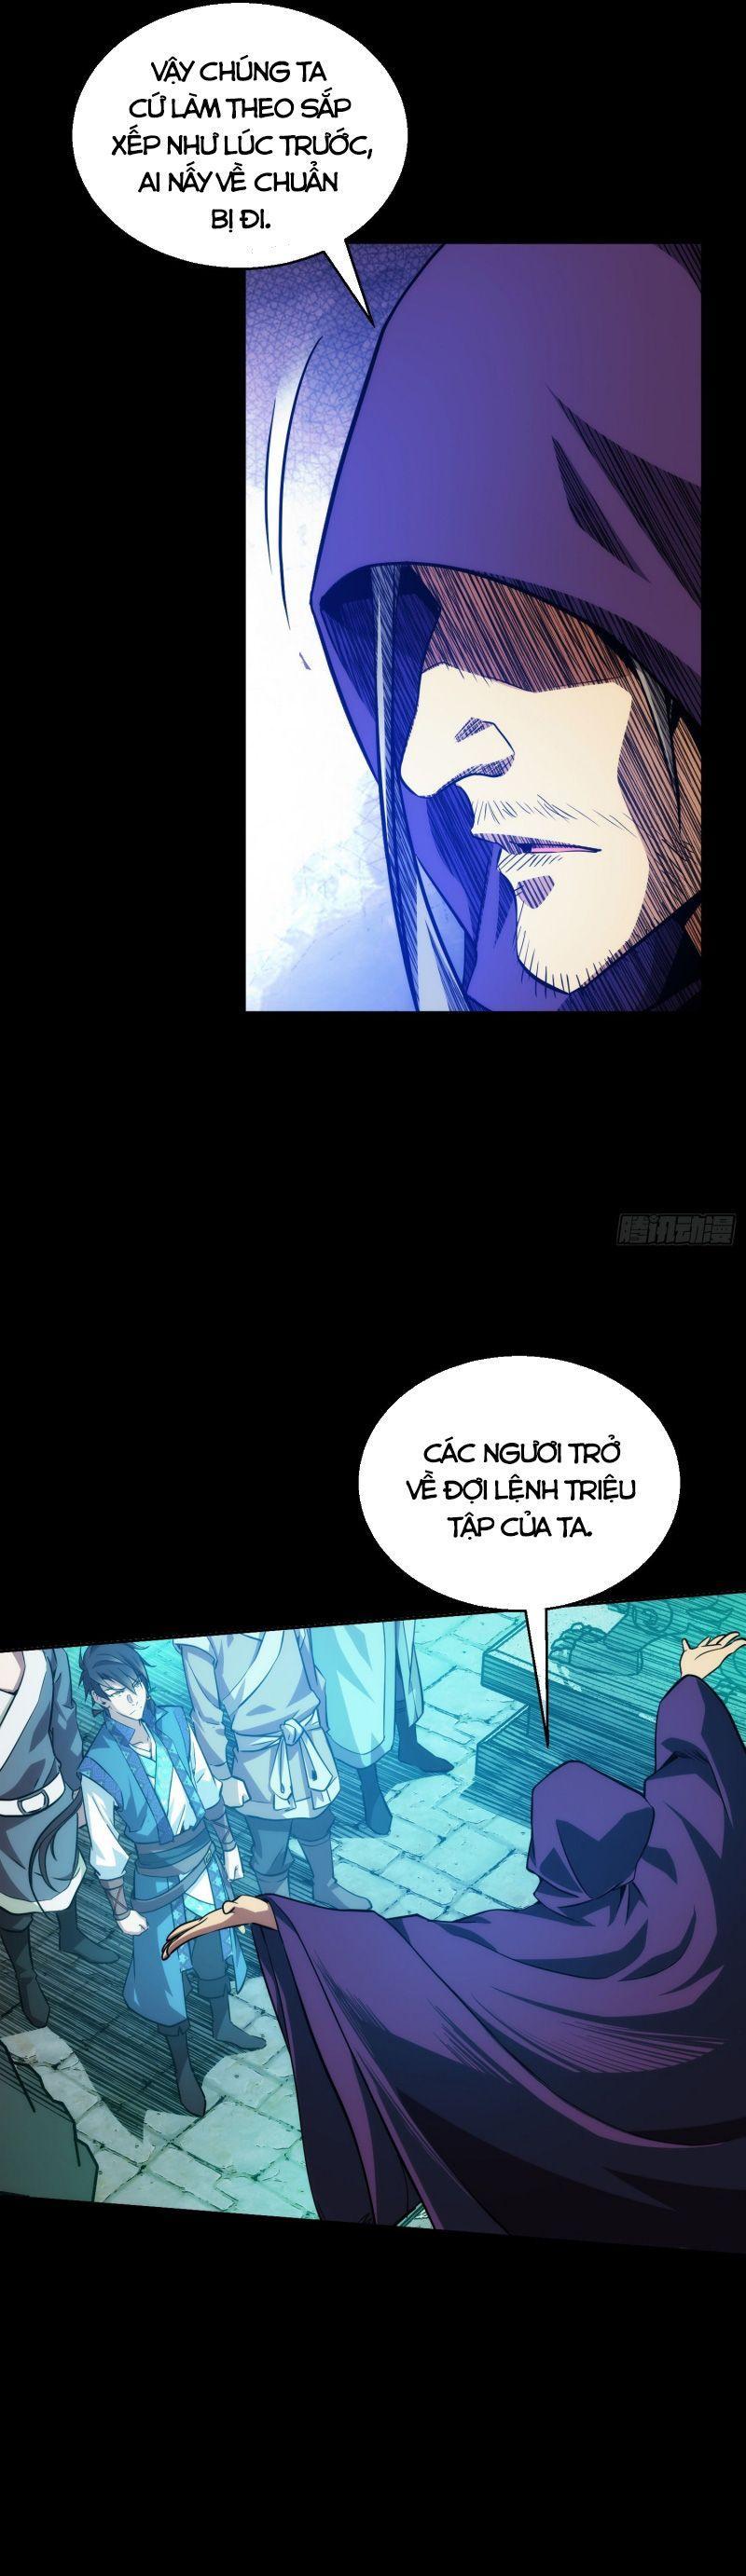 VẬY CHÚNG TA
CỨ LÀM THEO SẮP
XẾP NHƯ LÚC TRƯỚC,
AI NẤY VỀ CHUẨN
BỊ ĐI.
腾讯动漫
CÁC NGƯƠI TRỞ
VỀ ĐỢI LỆNH TRIỆU
TẬP CỦA TA.